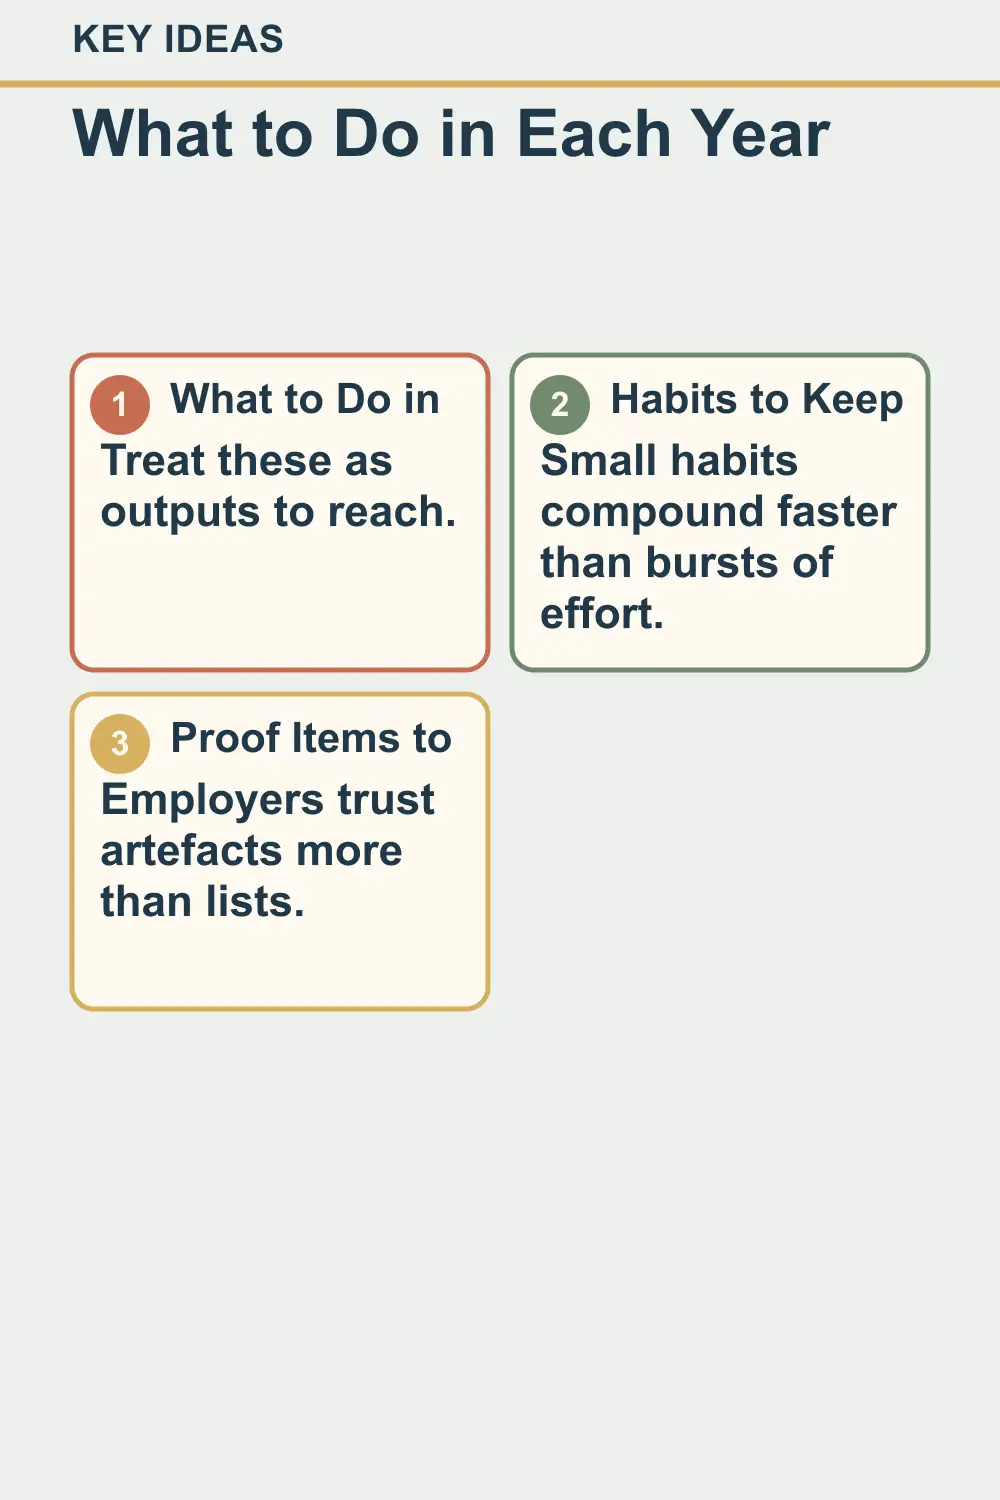 KEY IDEAS
What to Do in Each Year
1
What to Do in
Treat these as
outputs to reach.
2
Habits to Keep
Small habits
compound faster
than bursts of
effort.
3
Proof Items to
Employers trust
artefacts more
than lists.